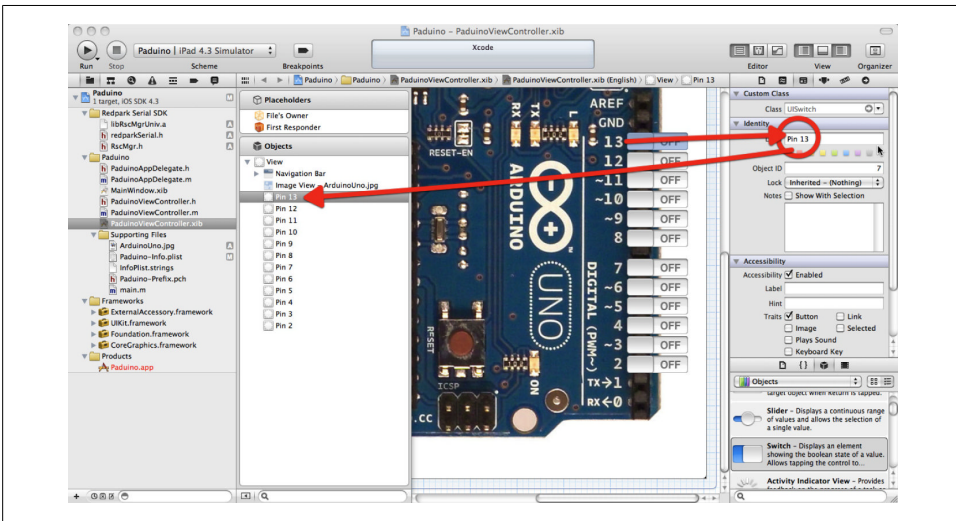 Paduino – PaduinoViewController.xib
Paduino | iPad 4.3 Simulator
Xcode
Run Stop Scheme Breakpoints Editor View Organizer
Paduino PaduinoViewController.xib PaduinoViewController.xib (English) View Pin 13
Paduino
1 target, iOS SDK 4.3
Redpark Serial SDK
libRscMgrUniv.a
redparkSerial.h
RscMgr.h
Paduino
PaduinoAppDelegate.h
PaduinoAppDelegate.m
MainWindow.xib
PaduinoViewController.h
PaduinoViewController.m
PaduinoViewController.xib
Supporting Files
ArduinoUno.jpg
Paduino-Info.plist
InfoPlist.strings
Paduino-Prefix.pch
main.m
Frameworks
ExternalAccessory.framework
UIKit.framework
Foundation.framework
CoreGraphics.framework
Products
Paduino.app
Placeholders
File's Owner
First Responder
Objects
View
Navigation Bar
Image View – ArduinoUno.jpg
Pin 13
Pin 12
Pin 11
Pin 10
Pin 9
Pin 8
Pin 7
Pin 6
Pin 5
Pin 4
Pin 3
Pin 2
RX
TX
L
RESET-EN
ARDUINO
UNO
RESET
ICSP
ON
.CC
DIGITAL (PWM~)
AREF
GND
13 OFF
12 OFF
~11 OFF
~10 OFF
~9 OFF
8 OFF
7 OFF
~6 OFF
~5 OFF
4 OFF
~3 OFF
2 OFF
TX→1
RX←0
Custom Class
Class UISwitch
Identity
Pin 13
Object ID 7
Lock Inherited – (Nothing)
Notes Show With Selection
Accessibility
Accessibility Enabled
Label
Hint
Traits Button Link
Image Selected
Plays Sound
Keyboard Key
Objects
target object when Return is tapped.
Slider – Displays a continuous range
of values and allows the selection of
a single value.
Switch – Displays an element
showing the boolean state of a value.
Allows tapping the control to...
Activity Indicator View – Provides